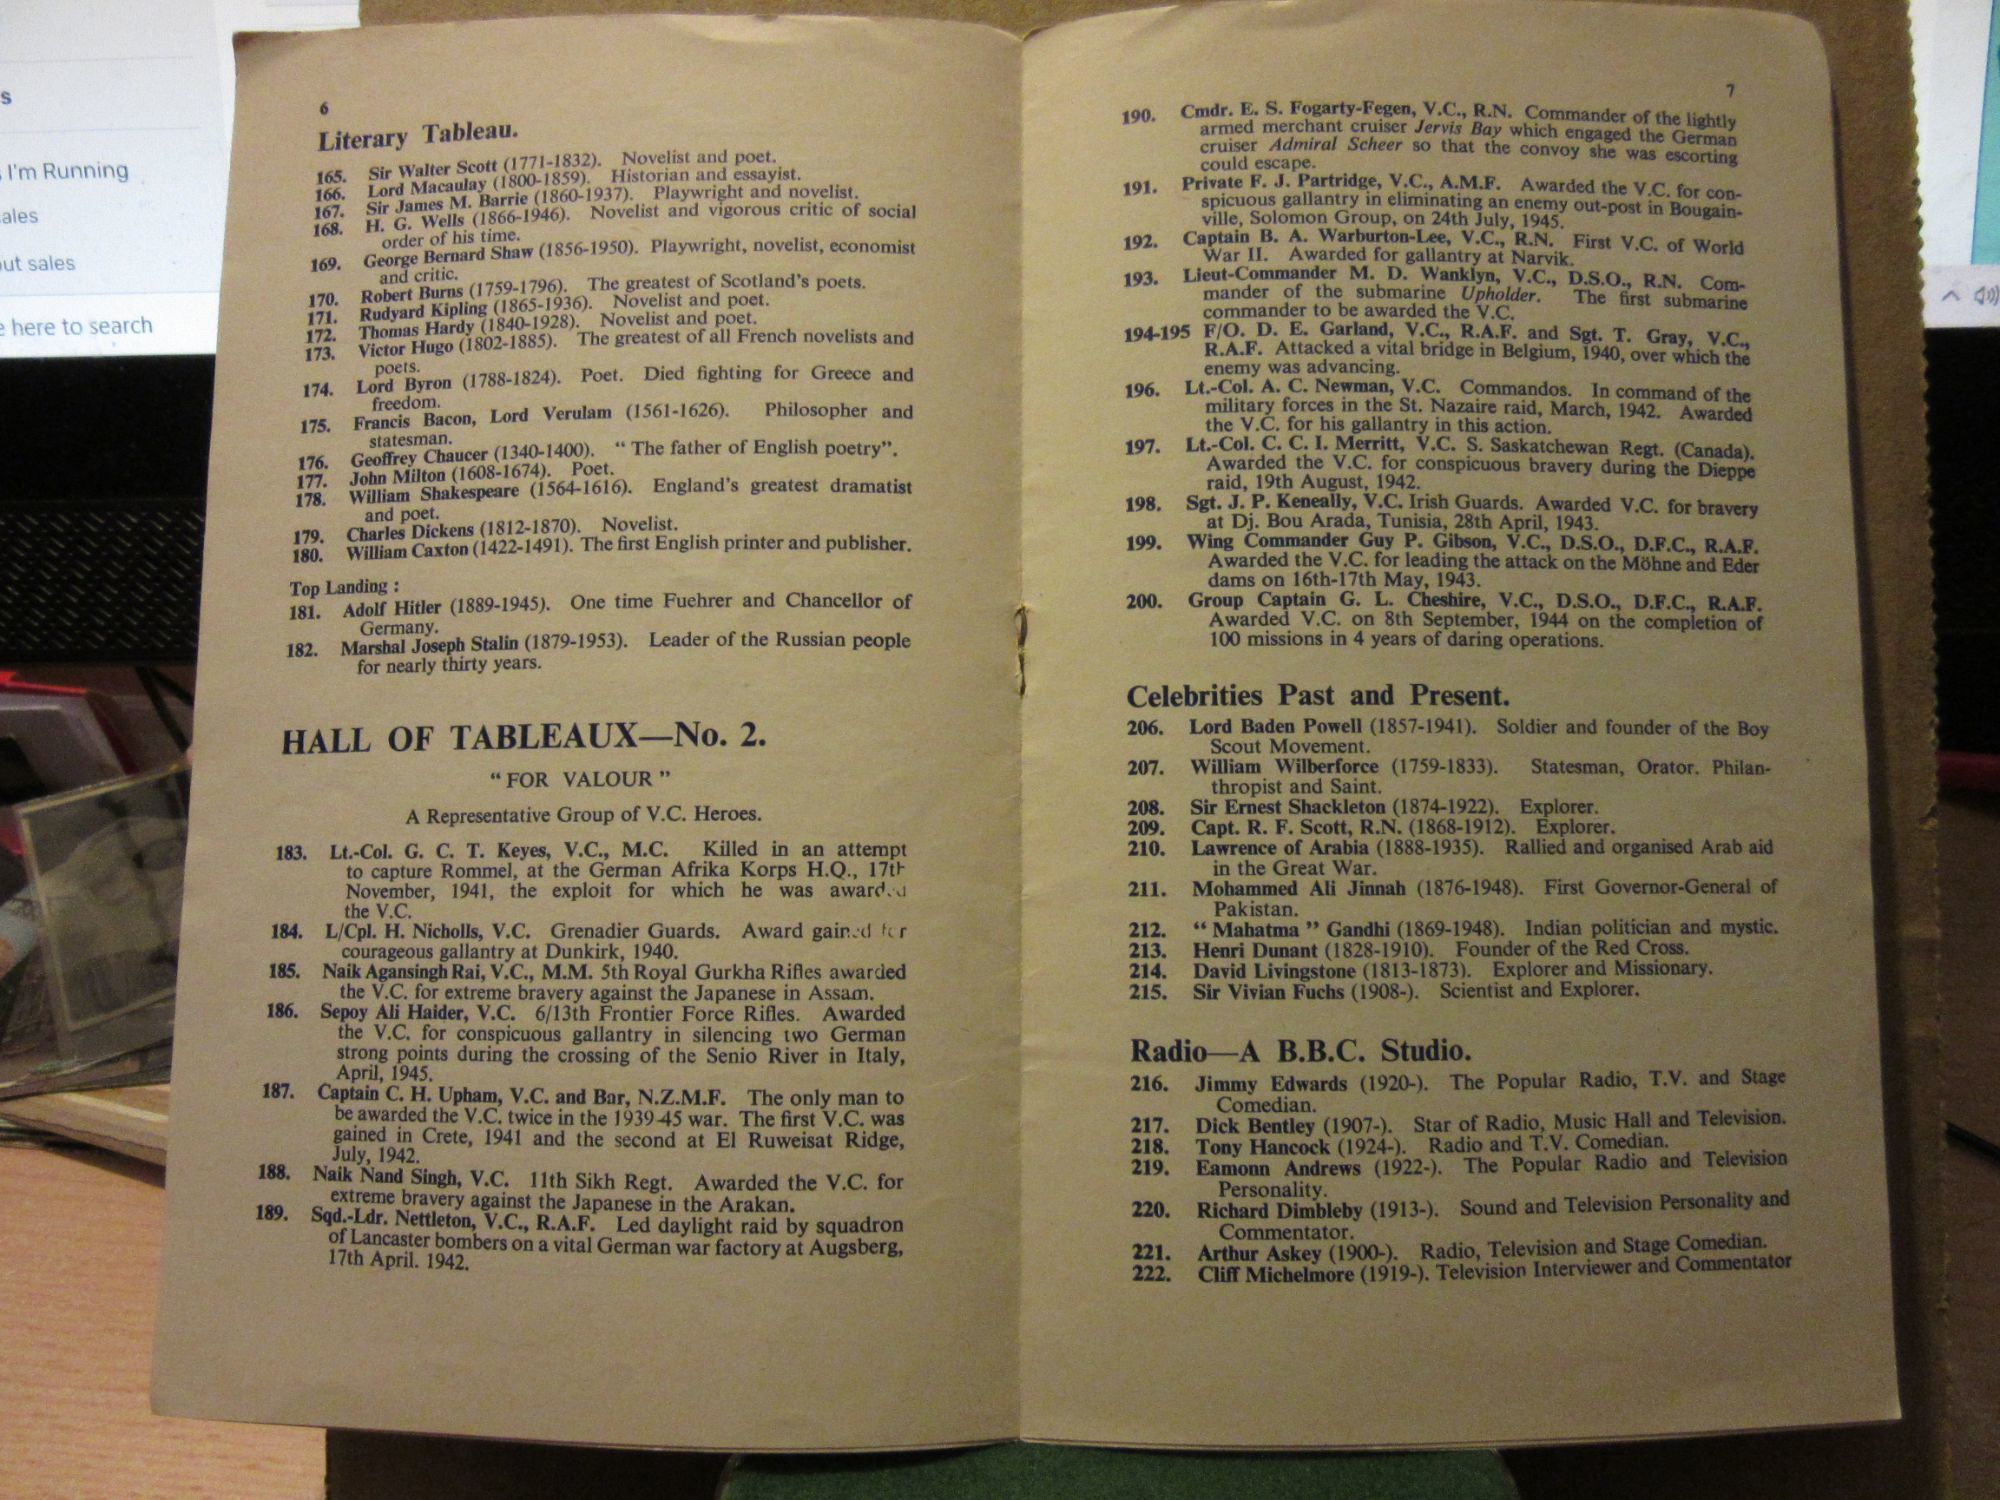 s
I'm Running
ales
out sales
e here to search
6
Literary Tableau.
165. Sir Walter Scott (1771-1832). Novelist and poet.
166. Lord Macaulay (1800-1859). Historian and essayist.
167. Sir James M. Barrie (1860-1937). Playwright and novelist.
168. H. G. Wells (1866-1946). Novelist and vigorous critic of social
order of his time.
169. George Bernard Shaw (1856-1950). Playwright, novelist, economist
and critic.
170. Robert Burns (1759-1796). The greatest of Scotland's poets.
171. Rudyard Kipling (1865-1936). Novelist and poet.
172. Thomas Hardy (1840-1928). Novelist and poet.
173. Victor Hugo (1802-1885). The greatest of all French novelists and
poets.
174. Lord Byron (1788-1824). Poet. Died fighting for Greece and
freedom.
175. Francis Bacon, Lord Verulam (1561-1626). Philosopher and
statesman.
176. Geoffrey Chaucer (1340-1400). “ The father of English poetry”.
177. John Milton (1608-1674). Poet.
178. William Shakespeare (1564-1616). England's greatest dramatist
and poet.
179. Charles Dickens (1812-1870). Novelist.
180. William Caxton (1422-1491). The first English printer and publisher.
Top Landing :
181. Adolf Hitler (1889-1945). One time Fuehrer and Chancellor of
Germany.
182. Marshal Joseph Stalin (1879-1953). Leader of the Russian people
for nearly thirty years.
HALL OF TABLEAUX—No. 2.
“ FOR VALOUR ”
A Representative Group of V.C. Heroes.
183. Lt.-Col. G. C. T. Keyes, V.C., M.C. Killed in an attempt
to capture Rommel, at the German Afrika Korps H.Q., 17th
November, 1941, the exploit for which he was awarded
the V.C.
184. L/Cpl. H. Nicholls, V.C. Grenadier Guards. Award gained for
courageous gallantry at Dunkirk, 1940.
185. Naik Agansingh Rai, V.C., M.M. 5th Royal Gurkha Rifles awarded
the V.C. for extreme bravery against the Japanese in Assam.
186. Sepoy Ali Haider, V.C. 6/13th Frontier Force Rifles. Awarded
the V.C. for conspicuous gallantry in silencing two German
strong points during the crossing of the Senio River in Italy,
April, 1945.
187. Captain C. H. Upham, V.C. and Bar, N.Z.M.F. The only man to
be awarded the V.C. twice in the 1939-45 war. The first V.C. was
gained in Crete, 1941 and the second at El Ruweisat Ridge,
July, 1942.
188. Naik Nand Singh, V.C. 11th Sikh Regt. Awarded the V.C. for
extreme bravery against the Japanese in the Arakan.
189. Sqd.-Ldr. Nettleton, V.C., R.A.F. Led daylight raid by squadron
of Lancaster bombers on a vital German war factory at Augsberg,
17th April. 1942.
7
190. Cmdr. E. S. Fogarty-Fegen, V.C., R.N. Commander of the lightly
armed merchant cruiser Jervis Bay which engaged the German
cruiser Admiral Scheer so that the convoy she was escorting
could escape.
191. Private F. J. Partridge, V.C., A.M.F. Awarded the V.C. for con-
spicuous gallantry in eliminating an enemy out-post in Bougain-
ville, Solomon Group, on 24th July, 1945.
192. Captain B. A. Warburton-Lee, V.C., R.N. First V.C. of World
War II. Awarded for gallantry at Narvik.
193. Lieut-Commander M. D. Wanklyn, V.C., D.S.O., R.N. Com-
mander of the submarine Upholder. The first submarine
commander to be awarded the V.C.
194-195 F/O. D. E. Garland, V.C., R.A.F. and Sgt. T. Gray, V.C.,
R.A.F. Attacked a vital bridge in Belgium, 1940, over which the
enemy was advancing.
196. Lt.-Col. A. C. Newman, V.C. Commandos. In command of the
military forces in the St. Nazaire raid, March, 1942. Awarded
the V.C. for his gallantry in this action.
197. Lt.-Col. C. C. I. Merritt, V.C. S. Saskatchewan Regt. (Canada).
Awarded the V.C. for conspicuous bravery during the Dieppe
raid, 19th August, 1942.
198. Sgt. J. P. Keneally, V.C. Irish Guards. Awarded V.C. for bravery
at Dj. Bou Arada, Tunisia, 28th April, 1943.
199. Wing Commander Guy P. Gibson, V.C., D.S.O., D.F.C., R.A.F.
Awarded the V.C. for leading the attack on the Möhne and Eder
dams on 16th-17th May, 1943.
200. Group Captain G. L. Cheshire, V.C., D.S.O., D.F.C., R.A.F.
Awarded V.C. on 8th September, 1944 on the completion of
100 missions in 4 years of daring operations.
Celebrities Past and Present.
206. Lord Baden Powell (1857-1941). Soldier and founder of the Boy
Scout Movement.
207. William Wilberforce (1759-1833). Statesman, Orator. Philan-
thropist and Saint.
208. Sir Ernest Shackleton (1874-1922). Explorer.
209. Capt. R. F. Scott, R.N. (1868-1912). Explorer.
210. Lawrence of Arabia (1888-1935). Rallied and organised Arab aid
in the Great War.
211. Mohammed Ali Jinnah (1876-1948). First Governor-General of
Pakistan.
212. “ Mahatma ” Gandhi (1869-1948). Indian politician and mystic.
213. Henri Dunant (1828-1910). Founder of the Red Cross.
214. David Livingstone (1813-1873). Explorer and Missionary.
215. Sir Vivian Fuchs (1908-). Scientist and Explorer.
Radio—A B.B.C. Studio.
216. Jimmy Edwards (1920-). The Popular Radio, T.V. and Stage
Comedian.
217. Dick Bentley (1907-). Star of Radio, Music Hall and Television.
218. Tony Hancock (1924-). Radio and T.V. Comedian.
219. Eamonn Andrews (1922-). The Popular Radio and Television
Personality.
220. Richard Dimbleby (1913-). Sound and Television Personality and
Commentator.
221. Arthur Askey (1900-). Radio, Television and Stage Comedian.
222. Cliff Michelmore (1919-). Television Interviewer and Commentator